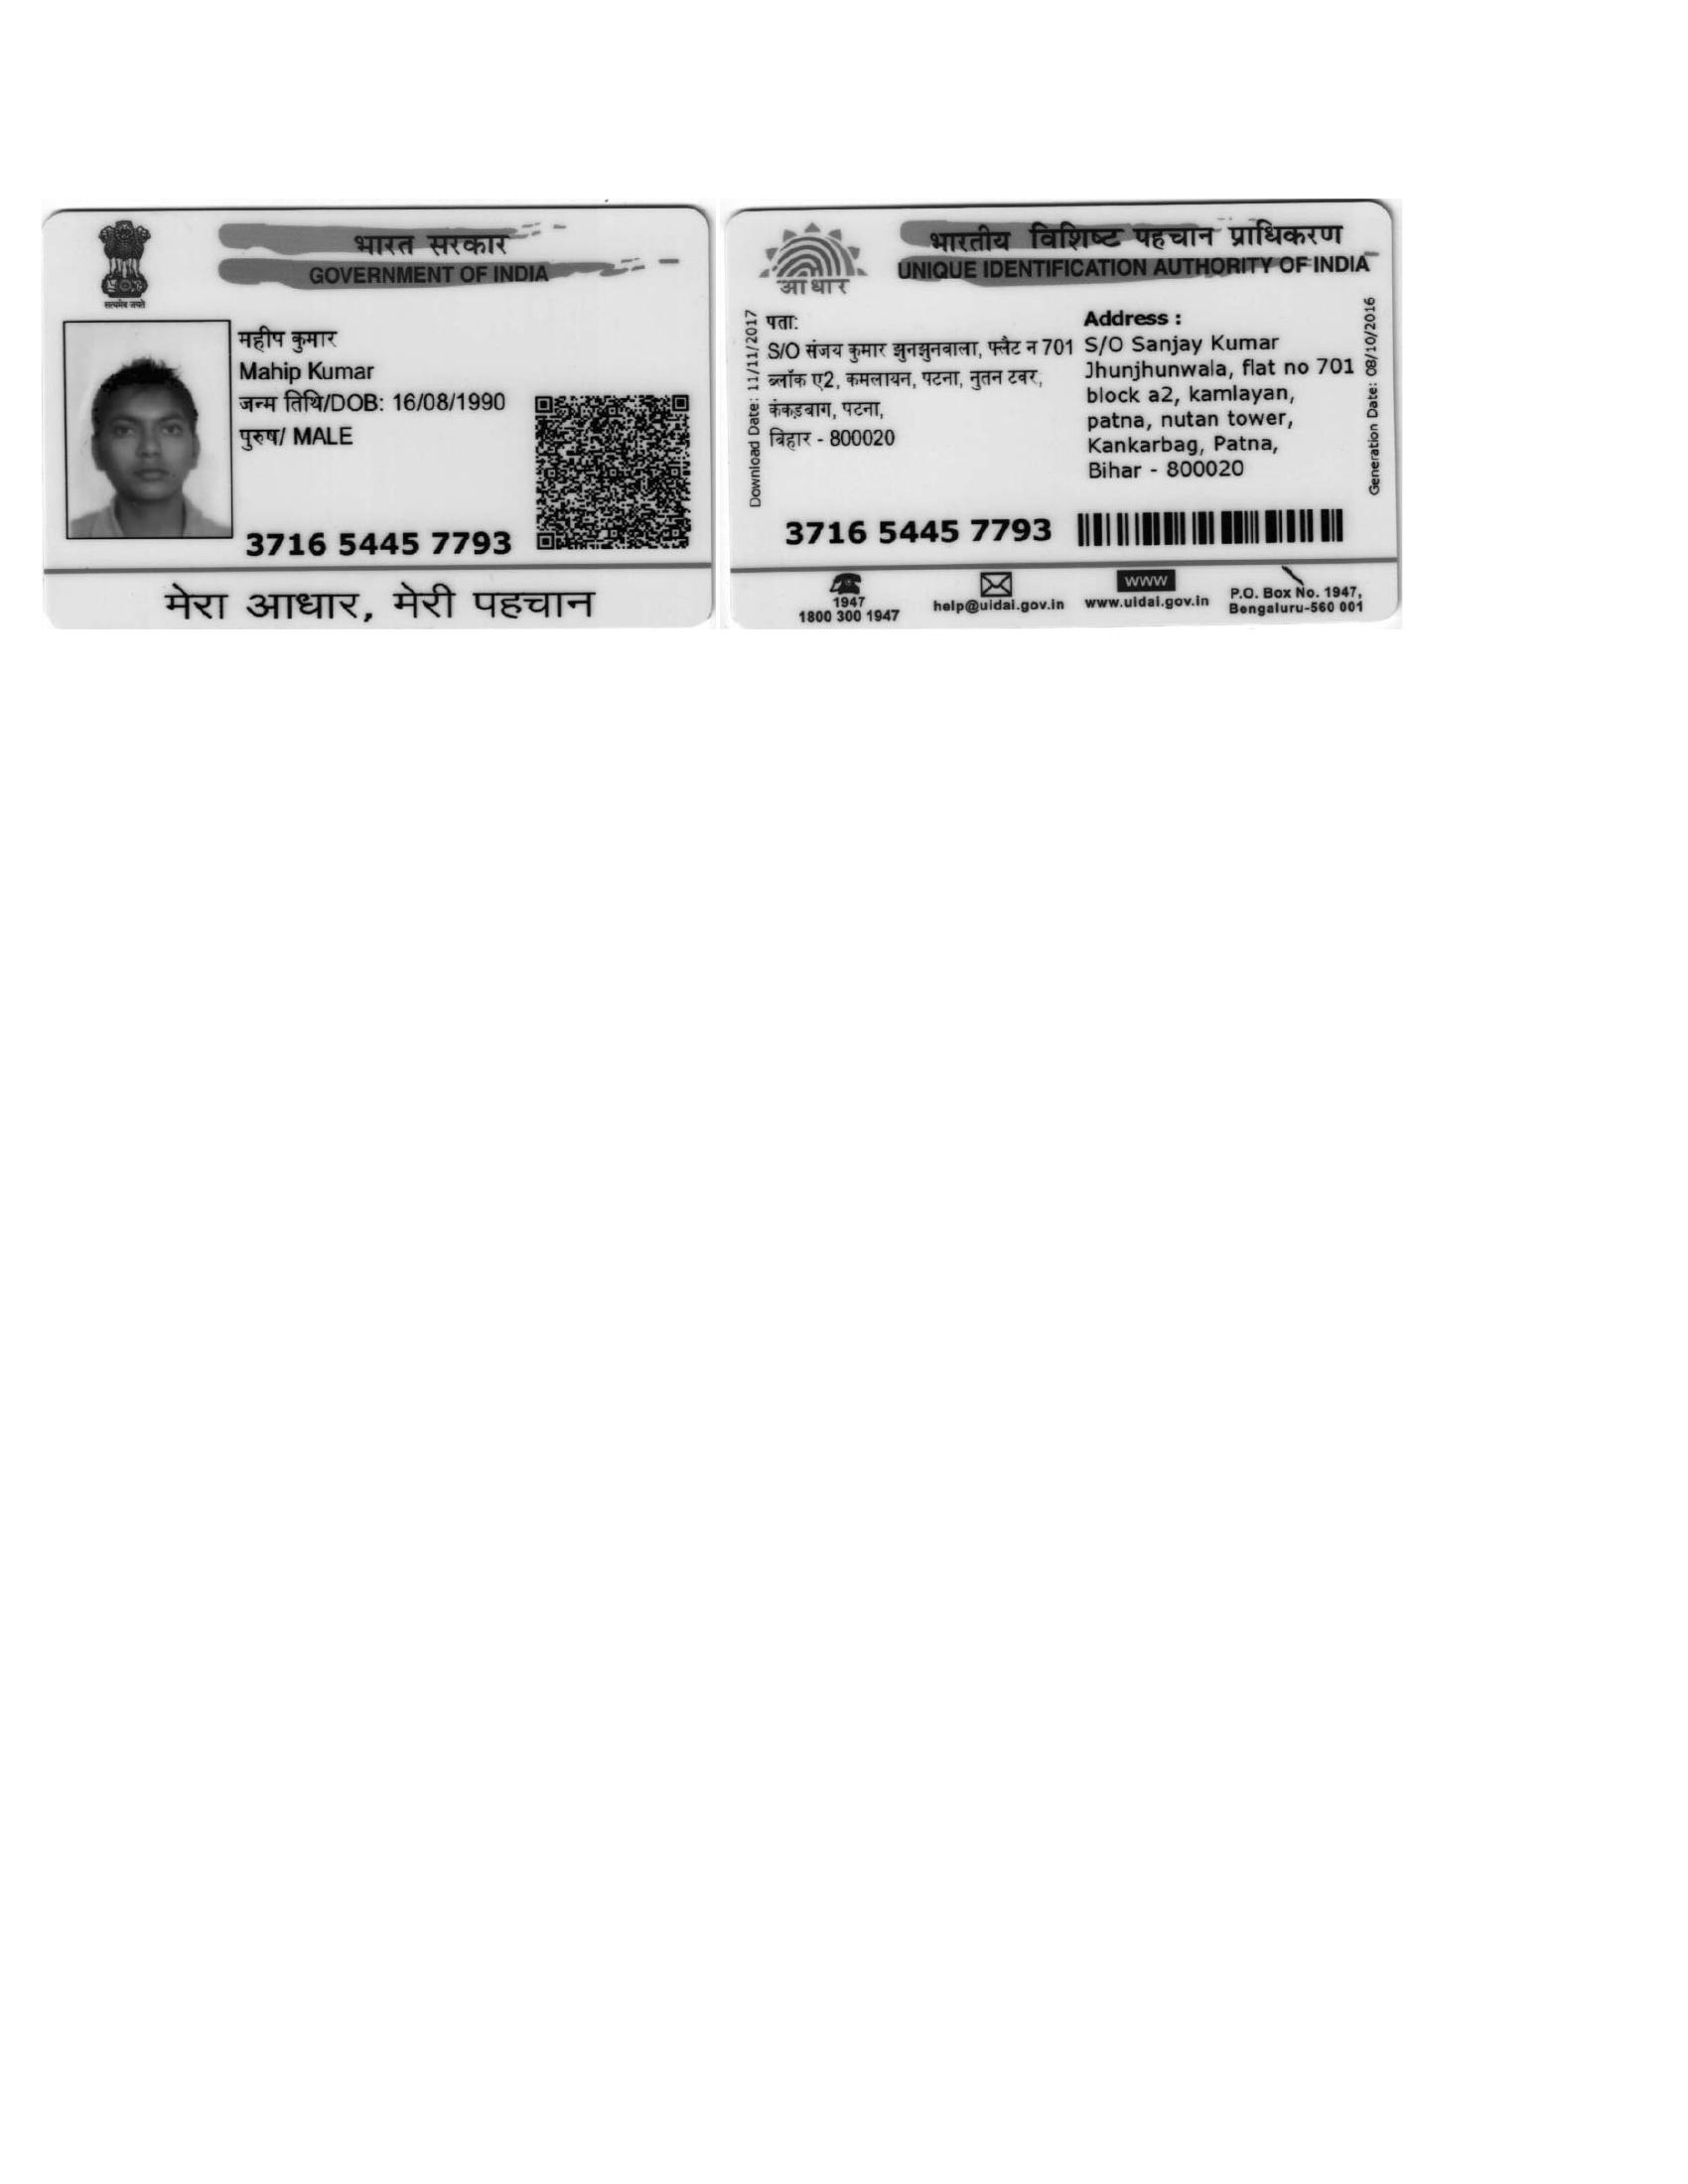 भारत सरकार
GOVERNMENT OF INDIA
सत्यमेव जयते
महीप कुमार
Mahip Kumar
जन्म तिथि/DOB: 16/08/1990
पुरुष/ MALE
3716 5445 7793
मेरा आधार, मेरी पहचान
भारतीय विशिष्ट पहचान प्राधिकरण
UNIQUE IDENTIFICATION AUTHORITY OF INDIA
आधार
Download Date: 11/11/2017
पता:
S/O संजय कुमार झुनझुनवाला, फ्लैट न 701
ब्लॉक ए2, कमलायन, पटना, नुतन टवर,
कंकड़बाग, पटना,
बिहार - 800020
Address :
S/O Sanjay Kumar
Jhunjhunwala, flat no 701
block a2, kamlayan,
patna, nutan tower,
Kankarbag, Patna,
Bihar - 800020
Generation Date: 08/10/2016
3716 5445 7793
1947
1800 300 1947
help@uidai.gov.in
www
www.uidai.gov.in
P.O. Box No. 1947,
Bengaluru-560 001